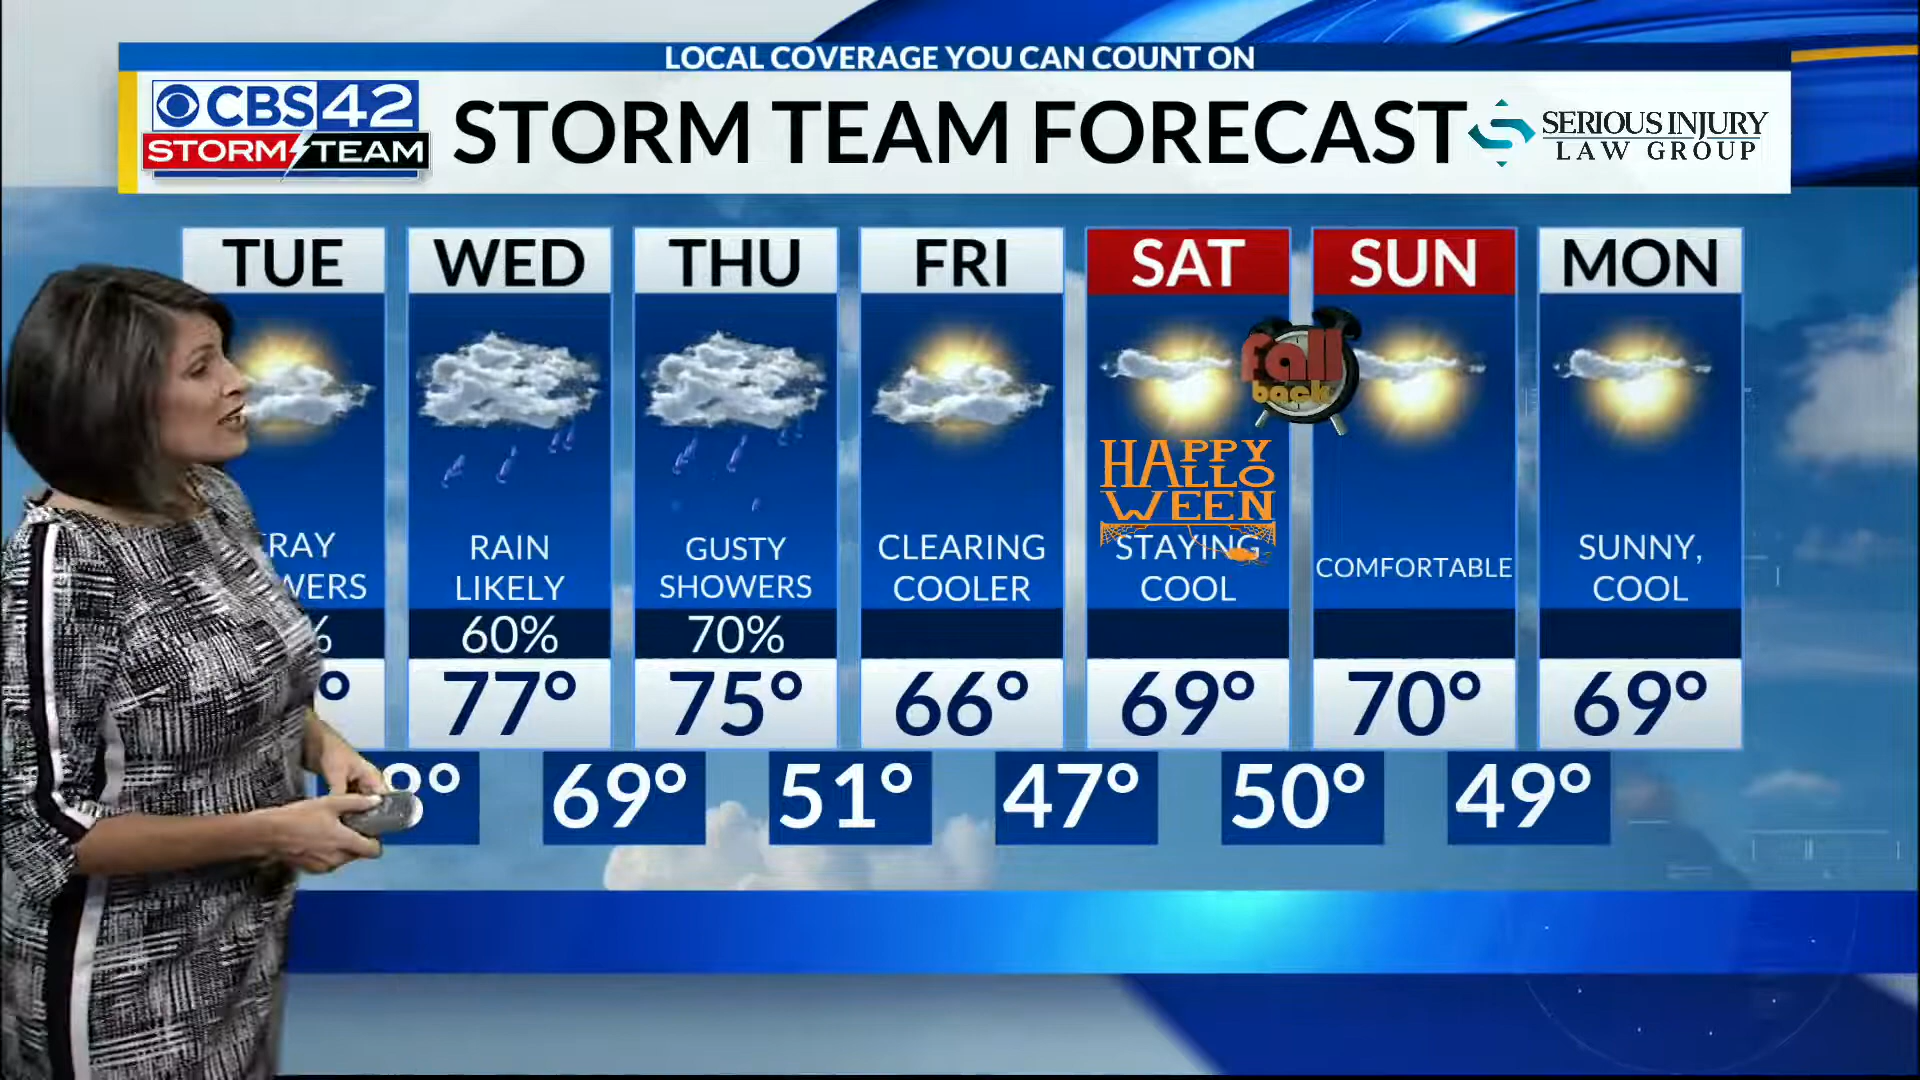 LOCAL COVERAGE YOU CAN COUNT ON
CBS 42
STORM TEAM
STORM TEAM FORECAST
SERIOUS INJURY
LAW GROUP
TUE WED THU FRI SAT SUN MON
fall
back
HAPPY
HALLO
WEEN
RAIN
LIKELY
GUSTY
SHOWERS
CLEARING
COOLER
STAYING
COOL
COMFORTABLE
SUNNY,
COOL
60% 70%
77° 75° 66° 69° 70° 69°
69° 51° 47° 50° 49°